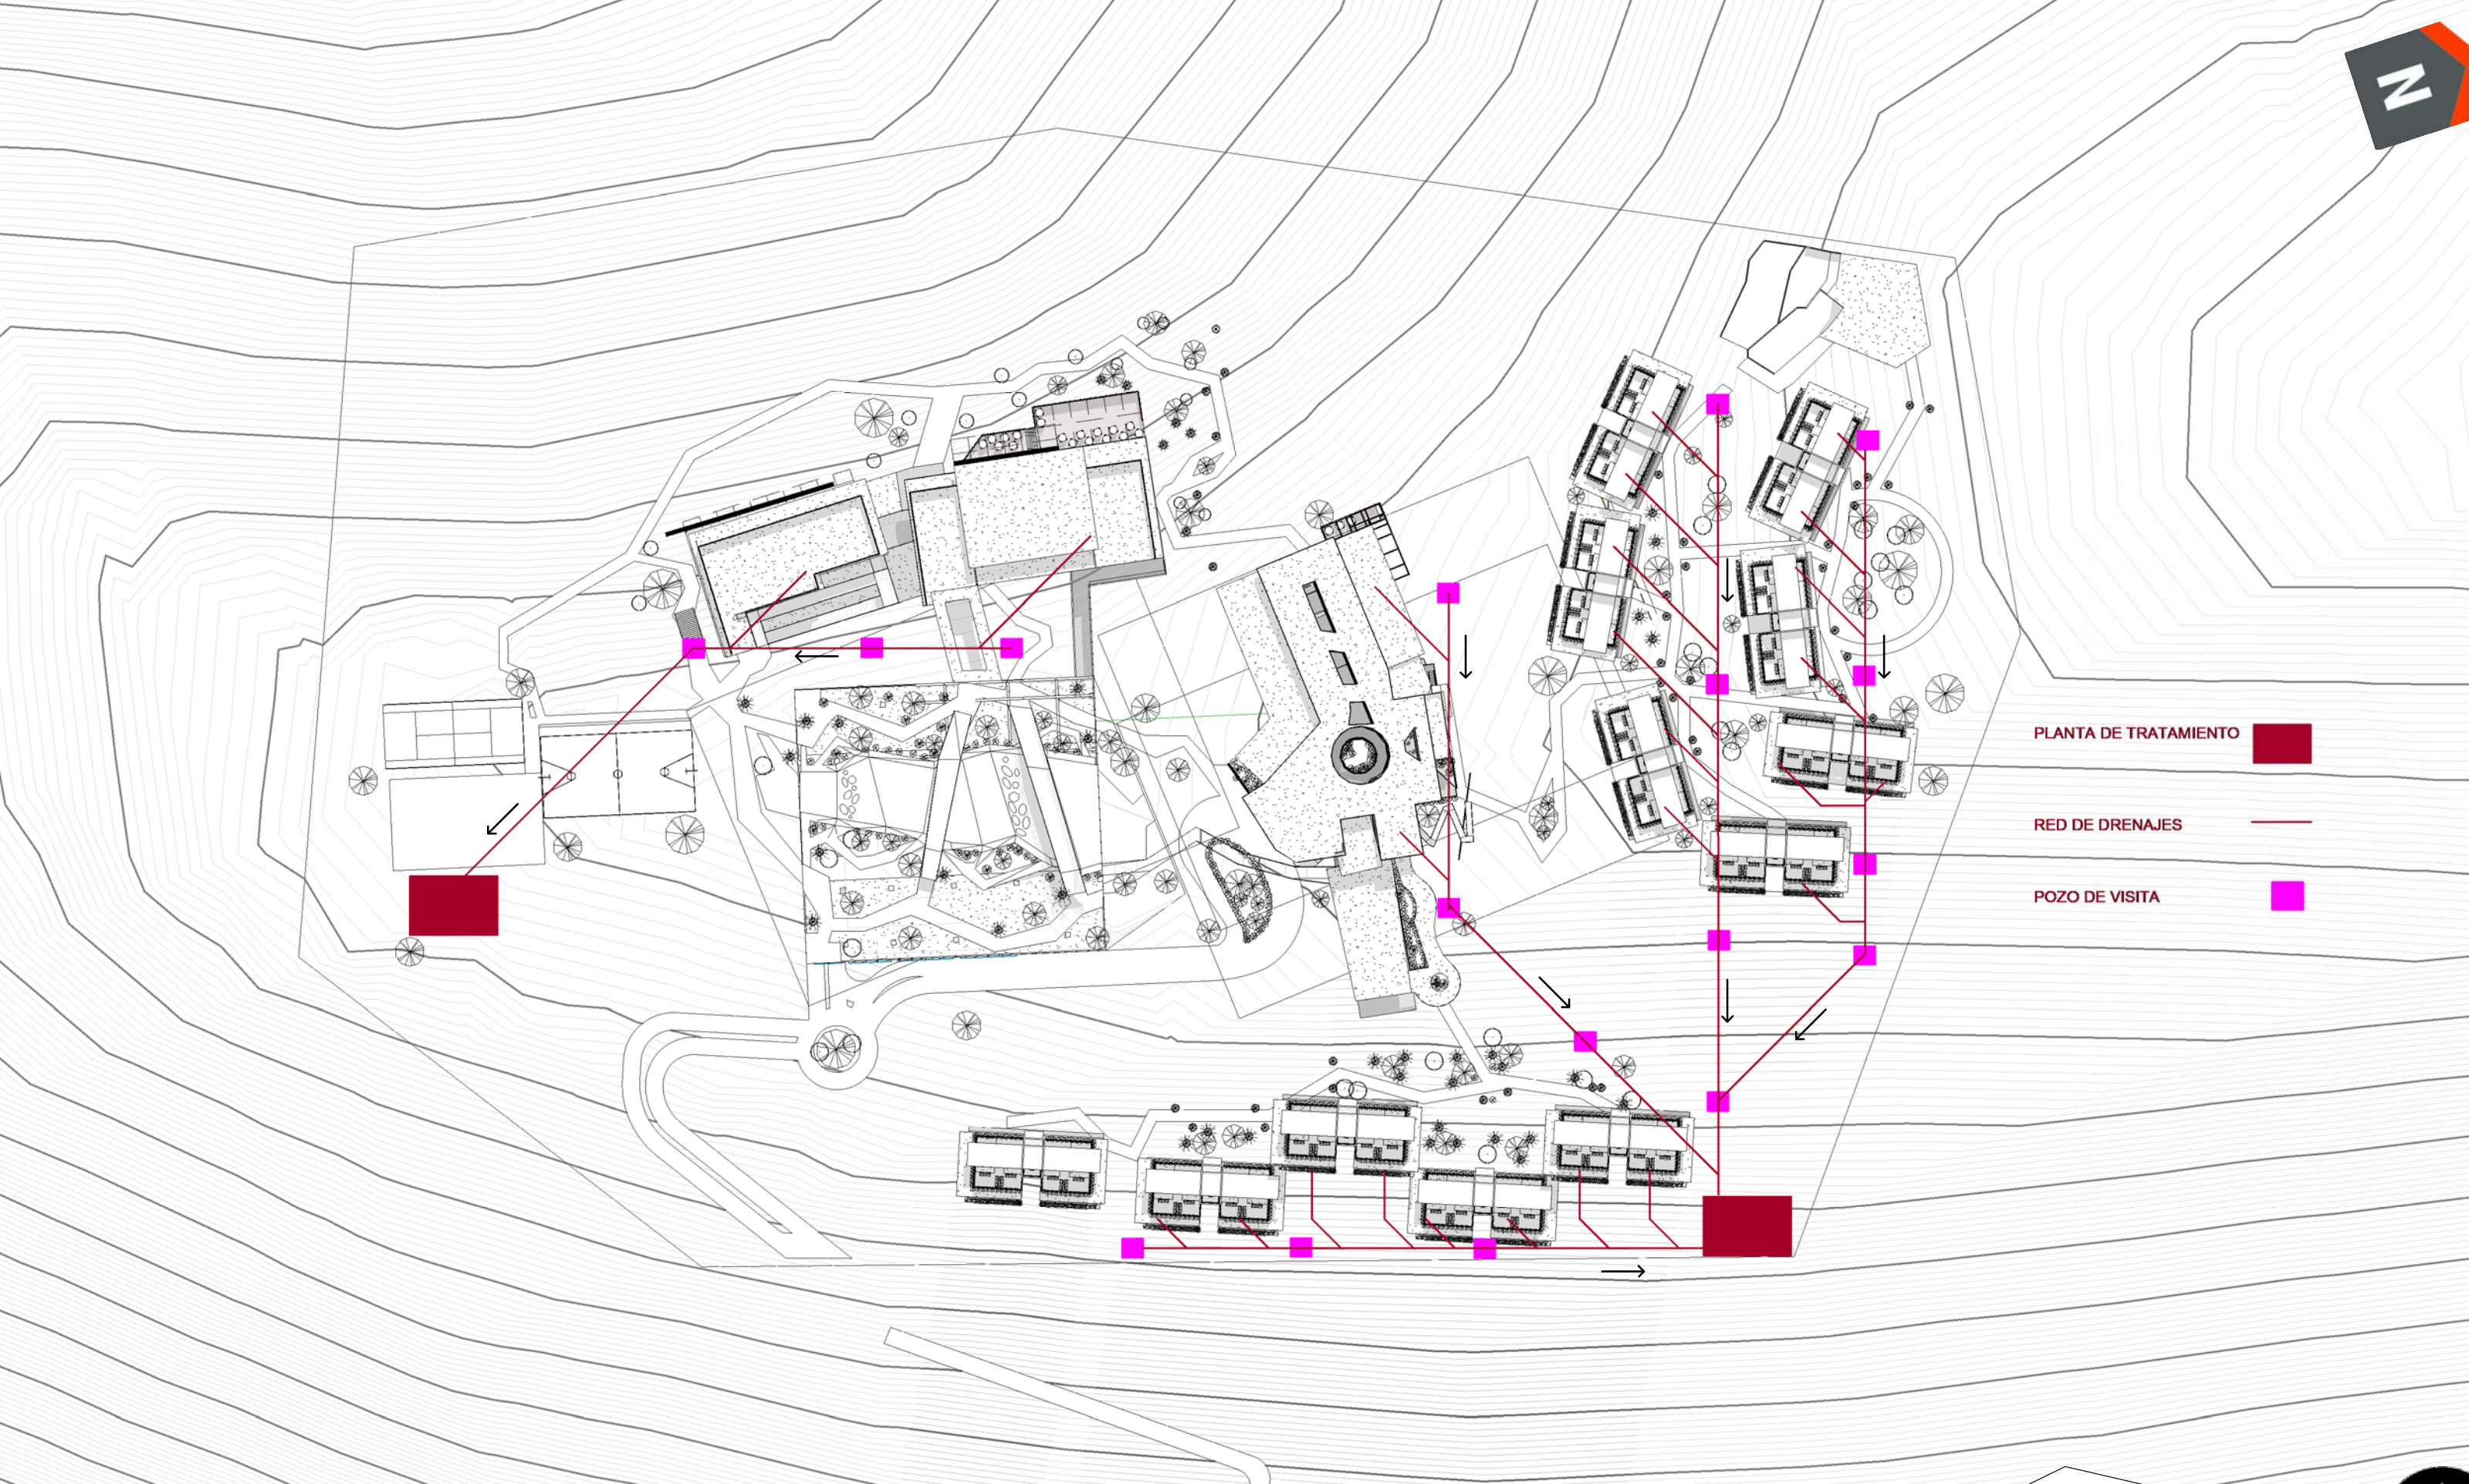 N
PLANTA DE TRATAMIENTO
RED DE DRENAJES
POZO DE VISITA